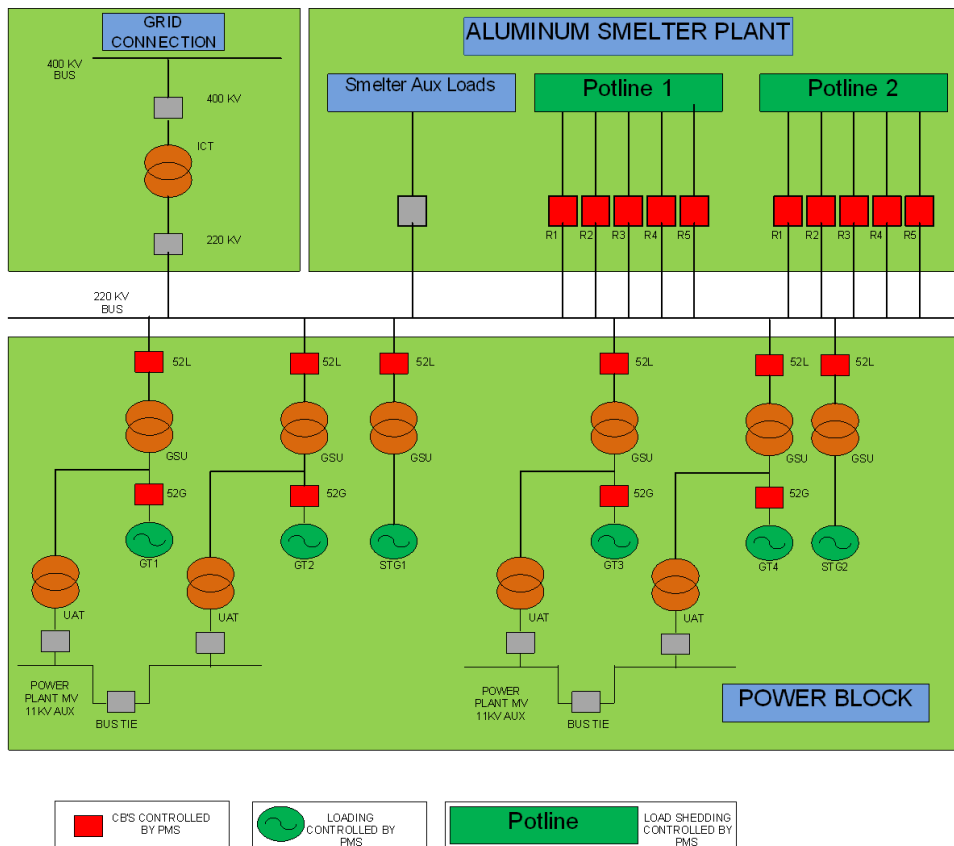 GRID
CONNECTION
400 KV
BUS
400 KV
ICT
220 KV
ALUMINUM SMELTER PLANT
Smelter Aux Loads
Potline 1
Potline 2
R1
R2
R3
R4
R5
R1
R2
R3
R4
R5
220 KV
BUS
52L
52L
52L
52L
52L
52L
GSU
GSU
GSU
GSU
GSU
GSU
52G
52G
52G
52G
GT1
GT2
STG1
GT3
GT4
STG2
UAT
UAT
UAT
UAT
POWER
PLANT MV
11KV AUX
BUS TIE
POWER
PLANT MV
11KV AUX
BUS TIE
POWER BLOCK
CB'S CONTROLLED
BY PMS
LOADING
CONTROLLED BY
PMS
Potline
LOAD SHEDDING
CONTROLLED BY
PMS